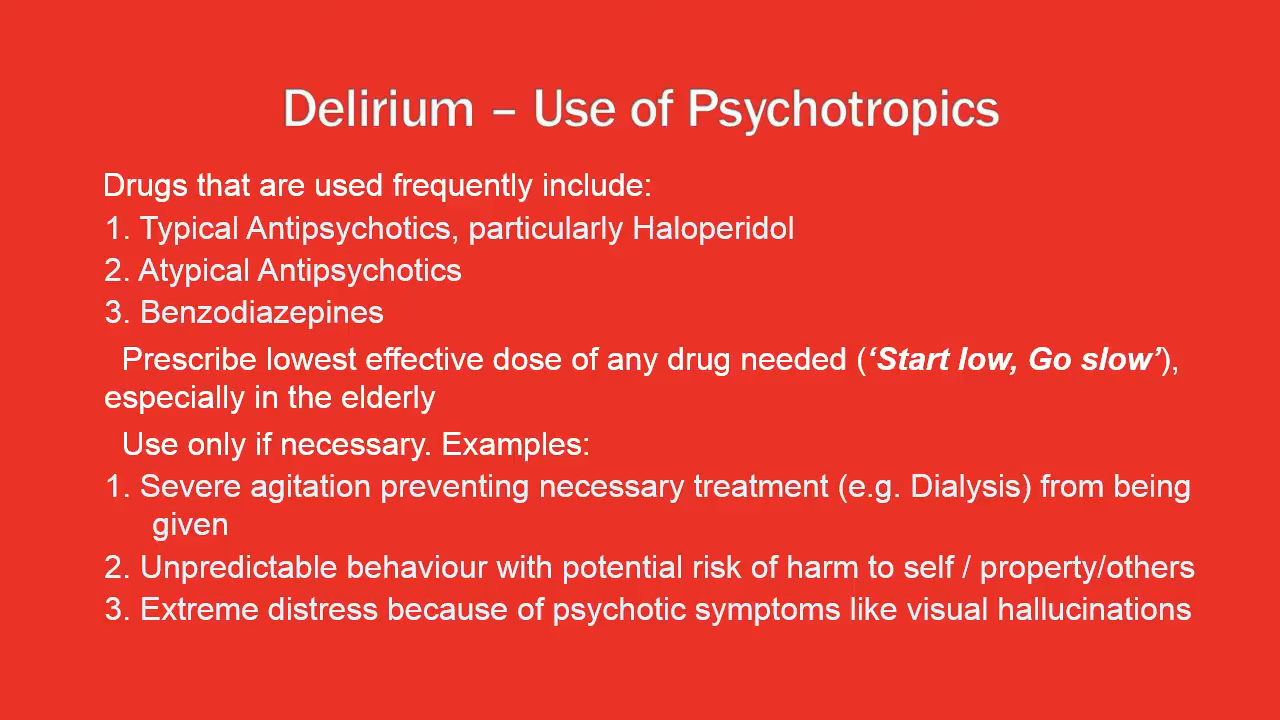 Delirium – Use of Psychotropics
Drugs that are used frequently include:
1. Typical Antipsychotics, particularly Haloperidol
2. Atypical Antipsychotics
3. Benzodiazepines
Prescribe lowest effective dose of any drug needed (‘Start low, Go slow’),
especially in the elderly
Use only if necessary. Examples:
1. Severe agitation preventing necessary treatment (e.g. Dialysis) from being
given
2. Unpredictable behaviour with potential risk of harm to self / property/others
3. Extreme distress because of psychotic symptoms like visual hallucinations